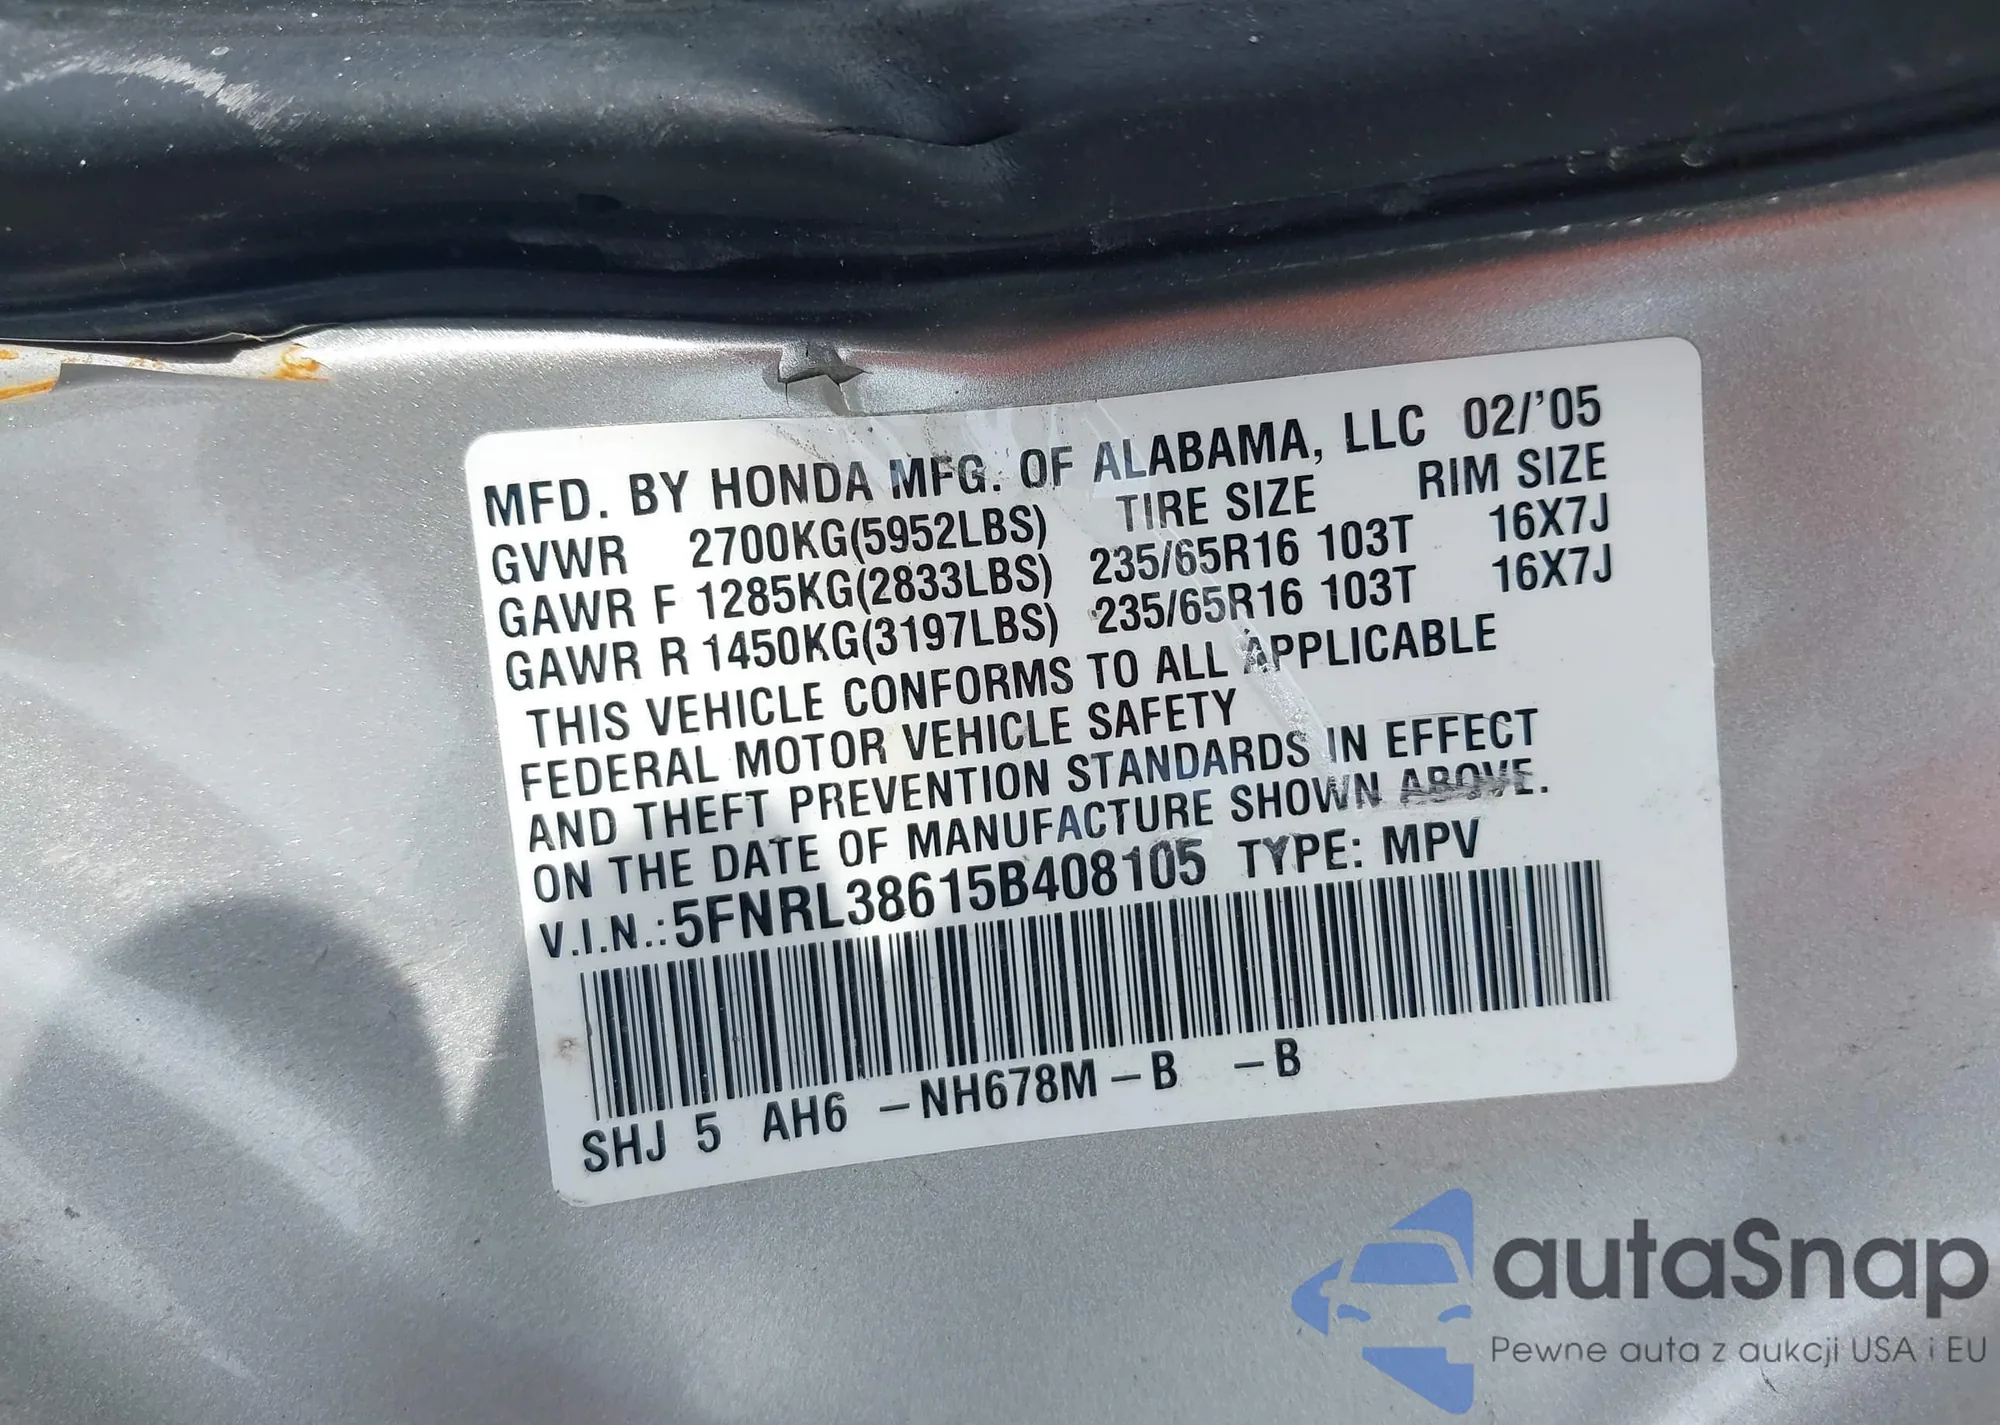 MFD. BY HONDA MFG. OF ALABAMA, LLC 02/'05
GVWR 2700KG(5952LBS) TIRE SIZE RIM SIZE
GAWR F 1285KG(2833LBS) 235/65R16 103T 16X7J
GAWR R 1450KG(3197LBS) 235/65R16 103T 16X7J
THIS VEHICLE CONFORMS TO ALL APPLICABLE
FEDERAL MOTOR VEHICLE SAFETY
AND THEFT PREVENTION STANDARDS IN EFFECT
ON THE DATE OF MANUFACTURE SHOWN ABOVE.
V.I.N.:5FNRL38615B408105 TYPE: MPV
SHJ 5 AH6 –NH678M–B –B
autaSnap
Pewne auta z aukcji USA i EU